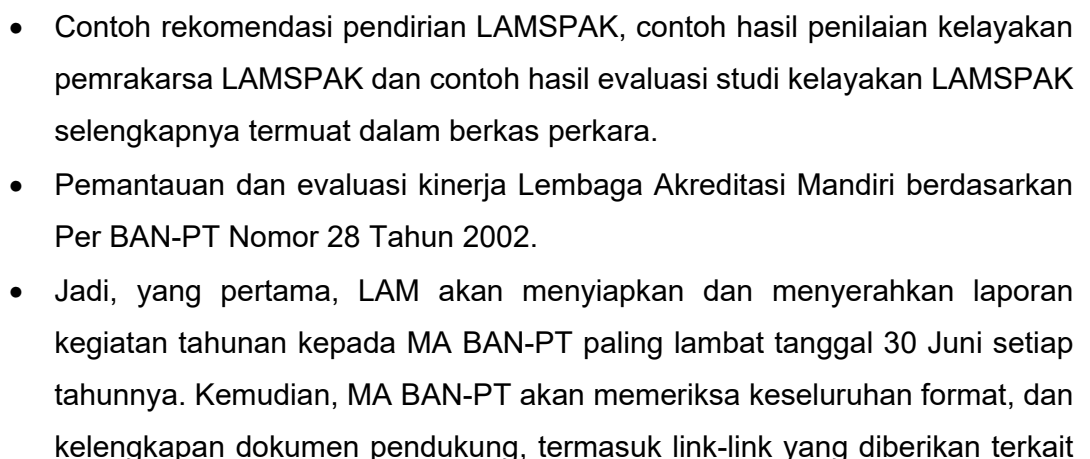 • Contoh rekomendasi pendirian LAMSPAK, contoh hasil penilaian kelayakan
pemrakarsa LAMSPAK dan contoh hasil evaluasi studi kelayakan LAMSPAK
selengkapnya termuat dalam berkas perkara.
• Pemantauan dan evaluasi kinerja Lembaga Akreditasi Mandiri berdasarkan
Per BAN-PT Nomor 28 Tahun 2002.
• Jadi, yang pertama, LAM akan menyiapkan dan menyerahkan laporan
kegiatan tahunan kepada MA BAN-PT paling lambat tanggal 30 Juni setiap
tahunnya. Kemudian, MA BAN-PT akan memeriksa keseluruhan format, dan
kelengkapan dokumen pendukung, termasuk link-link yang diberikan terkait